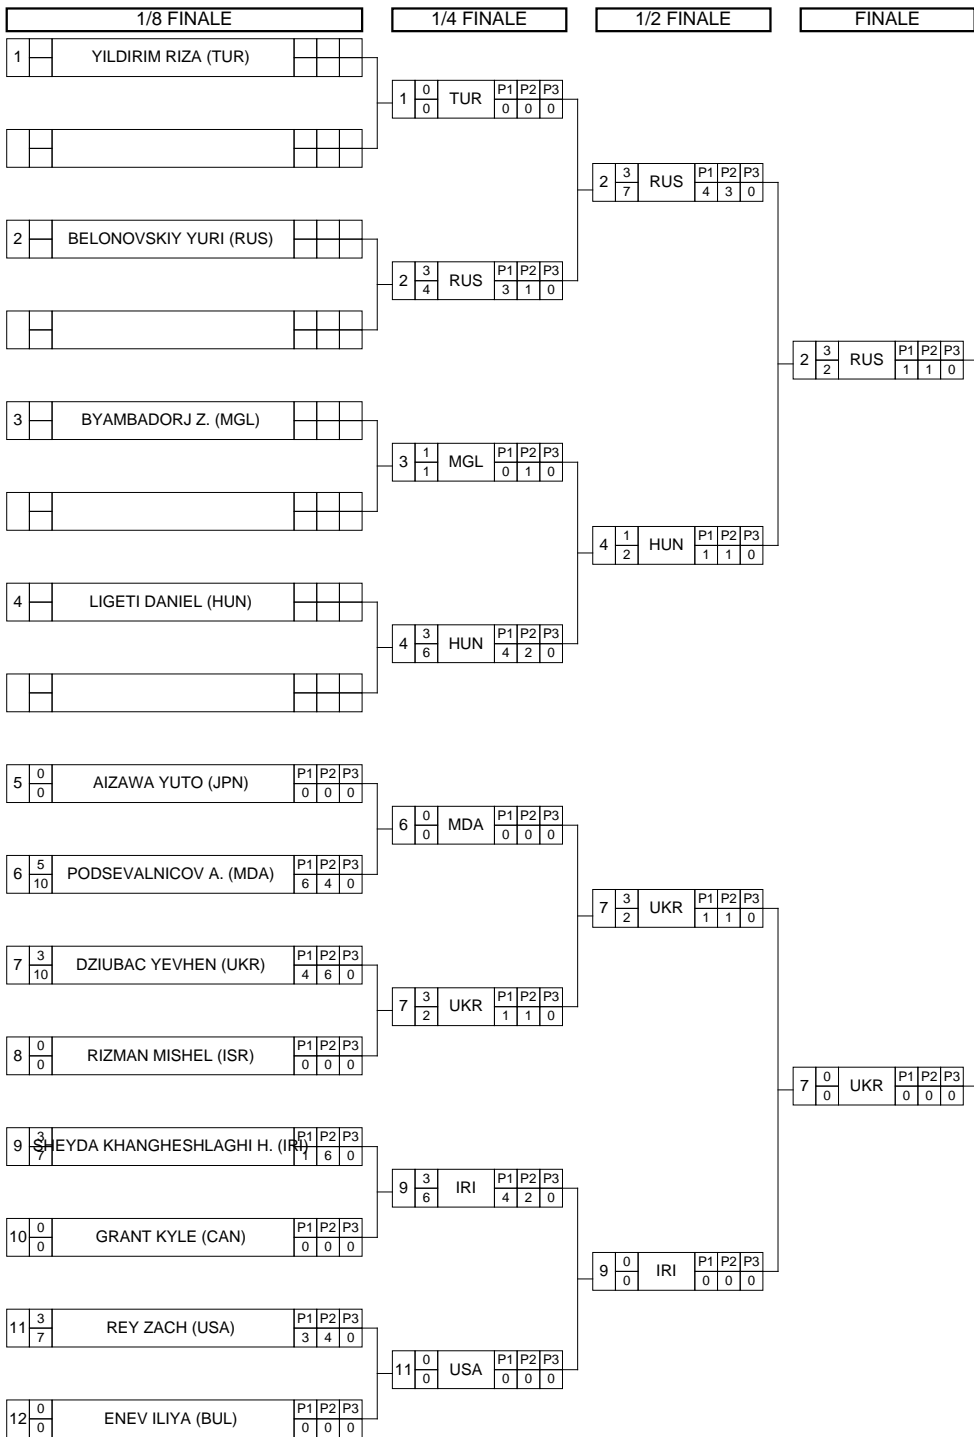 1/8 FINALE 1/4 FINALE 1/2 FINALE FINALE
1 YILDIRIM RIZA (TUR)
1 0 0 TUR P1 P2 P3 0 0 0
2 3 7 RUS P1 P2 P3 4 3 0
2 BELONOVSKIY YURI (RUS)
2 3 4 RUS P1 P2 P3 3 1 0
2 3 2 RUS P1 P2 P3 1 1 0
3 BYAMBADORJ Z. (MGL)
3 1 1 MGL P1 P2 P3 0 1 0
4 1 2 HUN P1 P2 P3 1 1 0
4 LIGETI DANIEL (HUN)
4 3 6 HUN P1 P2 P3 4 2 0
5 0 0 AIZAWA YUTO (JPN) P1 P2 P3 0 0 0
6 0 0 MDA P1 P2 P3 0 0 0
6 5 10 PODSEVALNICOV A. (MDA) P1 P2 P3 6 4 0
7 3 2 UKR P1 P2 P3 1 1 0
7 3 10 DZIUBAC YEVHEN (UKR) P1 P2 P3 4 6 0
7 3 2 UKR P1 P2 P3 1 1 0
8 0 0 RIZMAN MISHEL (ISR) P1 P2 P3 0 0 0
7 0 0 UKR P1 P2 P3 0 0 0
9 3 7 SHEYDA KHANGHESHLAGHI H. (IRI) P1 P2 P3 1 6 0
9 3 6 IRI P1 P2 P3 4 2 0
10 0 0 GRANT KYLE (CAN) P1 P2 P3 0 0 0
9 0 0 IRI P1 P2 P3 0 0 0
11 3 7 REY ZACH (USA) P1 P2 P3 3 4 0
11 0 0 USA P1 P2 P3 0 0 0
12 0 0 ENEV ILIYA (BUL) P1 P2 P3 0 0 0